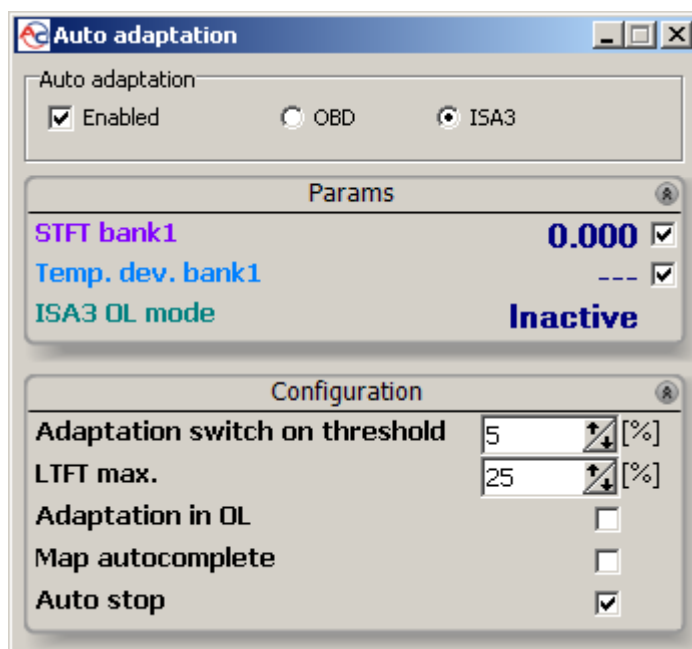 Auto adaptation
Auto adaptation
Enabled OBD ISA3
Params
STFT bank1 0.000
Temp. dev. bank1 ---
ISA3 OL mode Inactive
Configuration
Adaptation switch on threshold 5 [%]
LTFT max. 25 [%]
Adaptation in OL
Map autocomplete
Auto stop